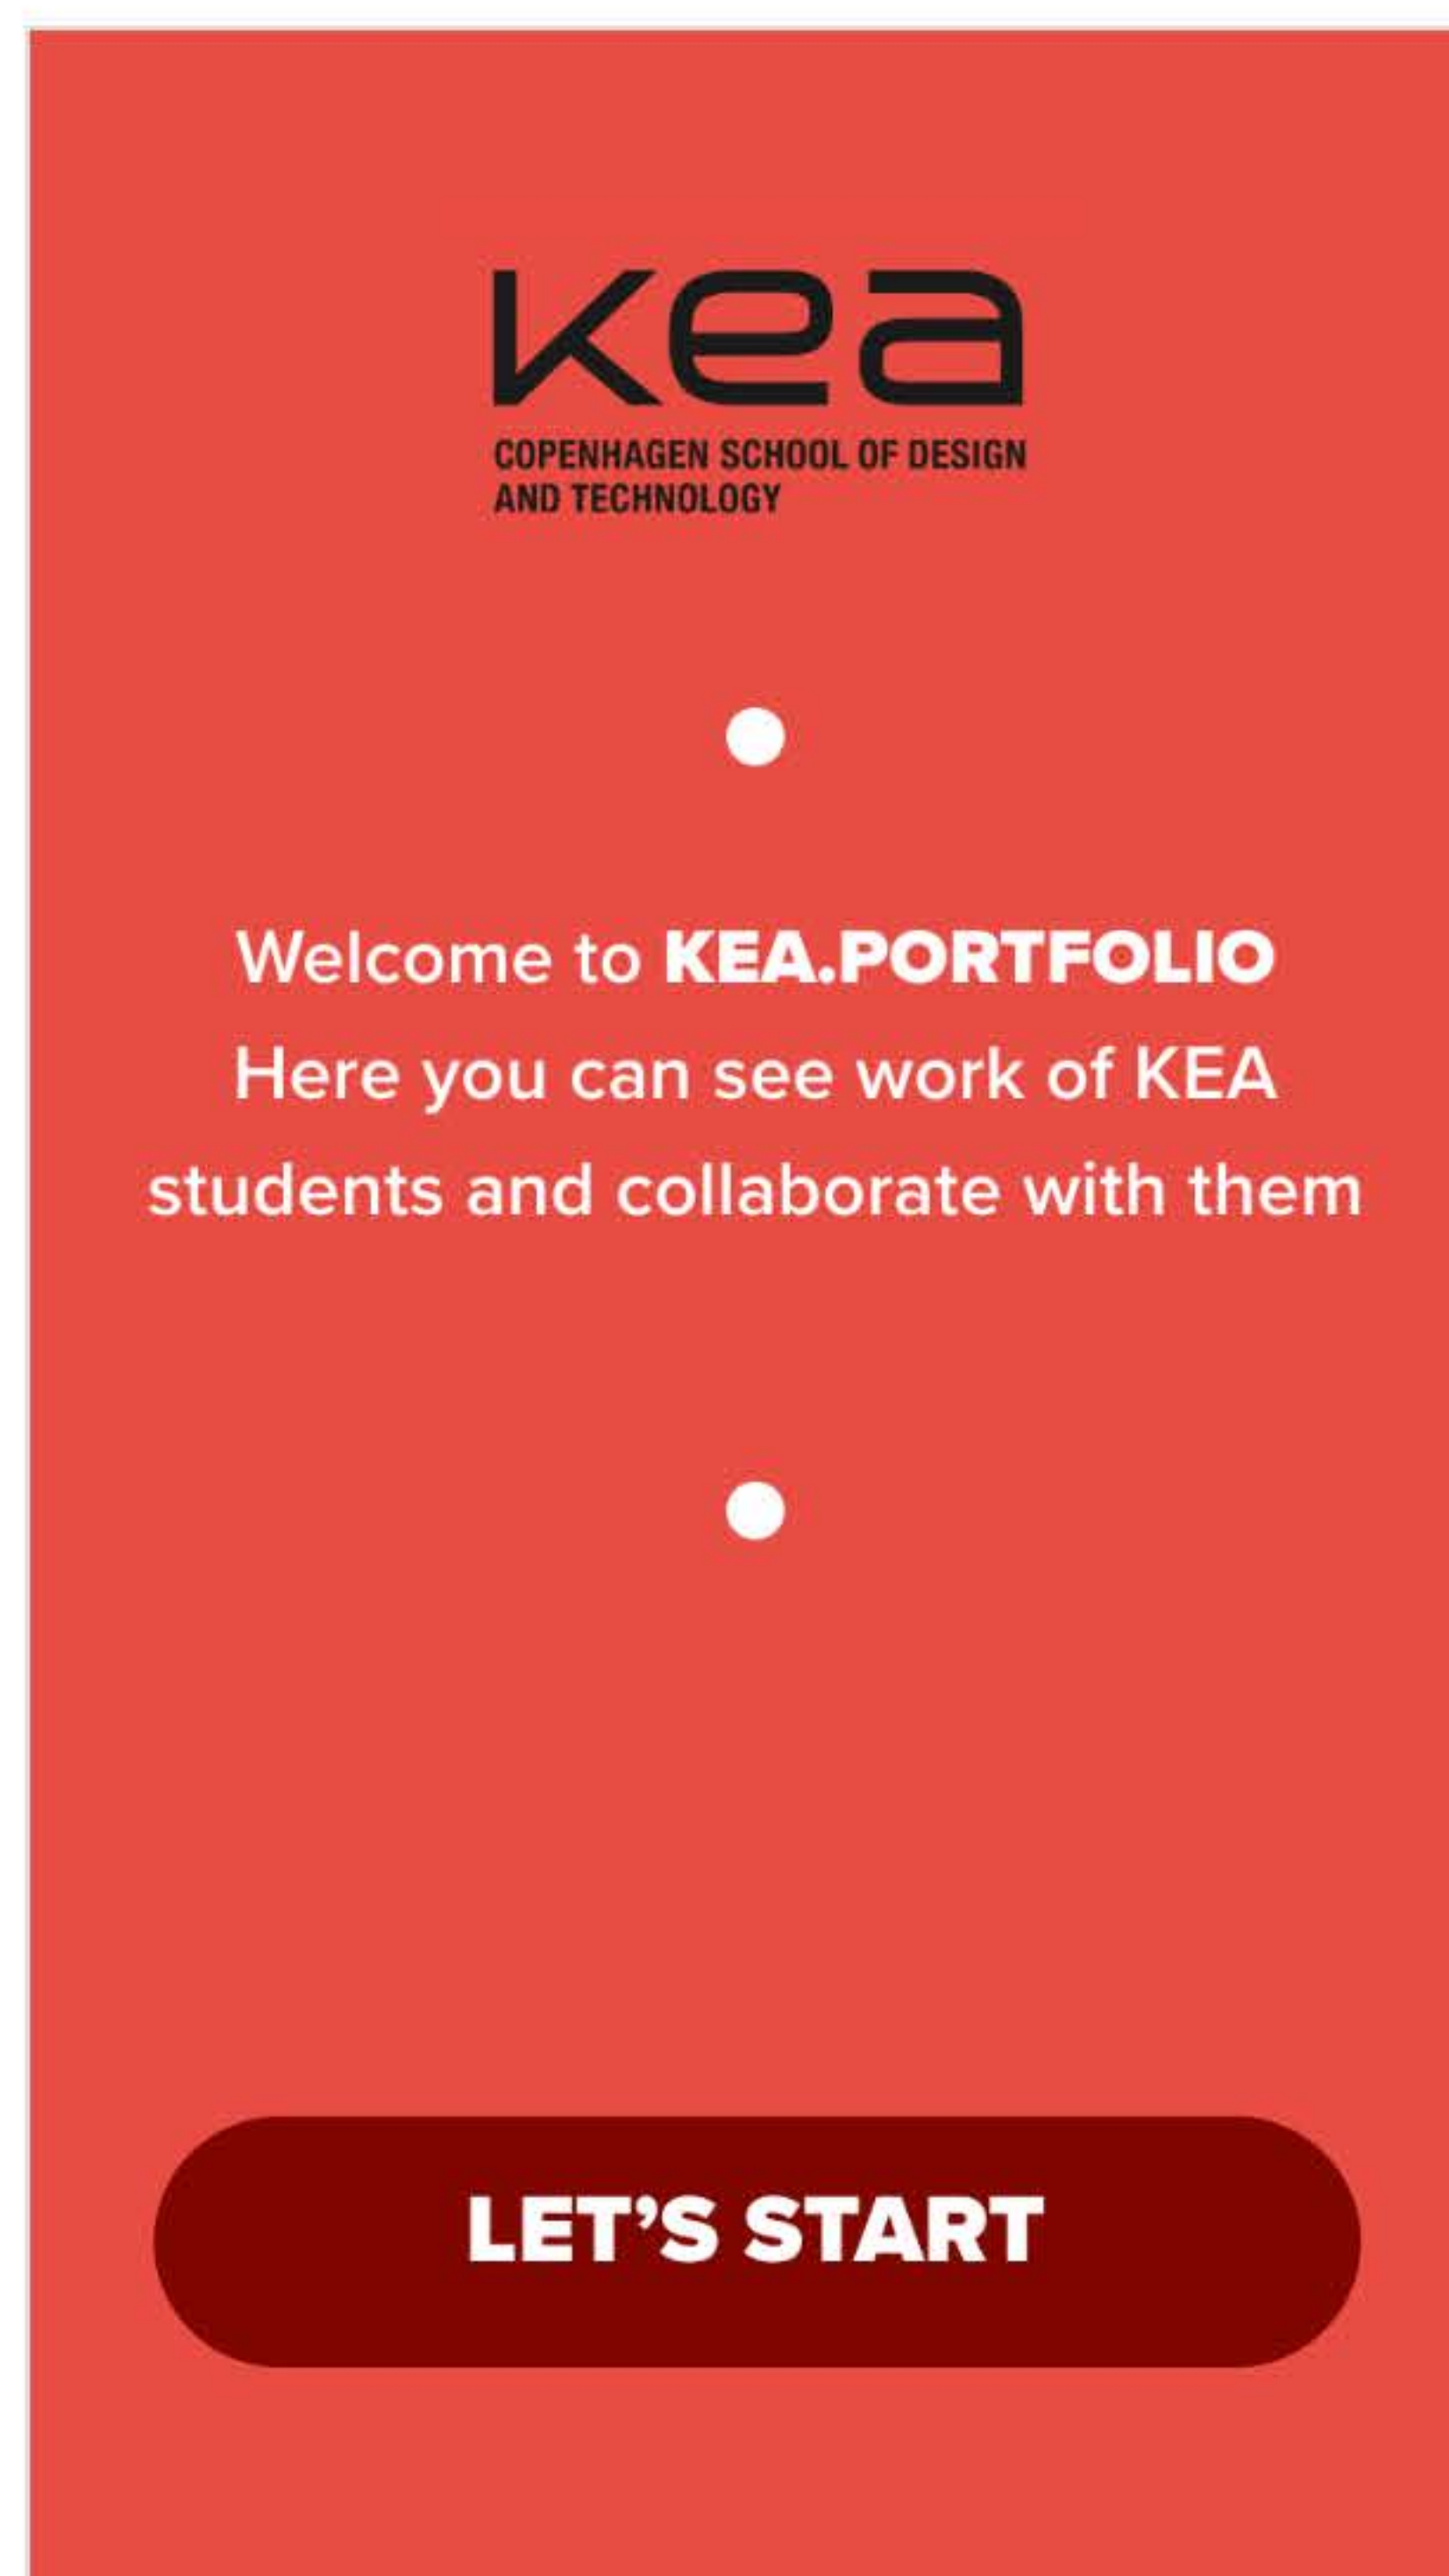 kea
COPENHAGEN SCHOOL OF DESIGN
AND TECHNOLOGY
Welcome to KEA.PORTFOLIO
Here you can see work of KEA
students and collaborate with them
LET’S START